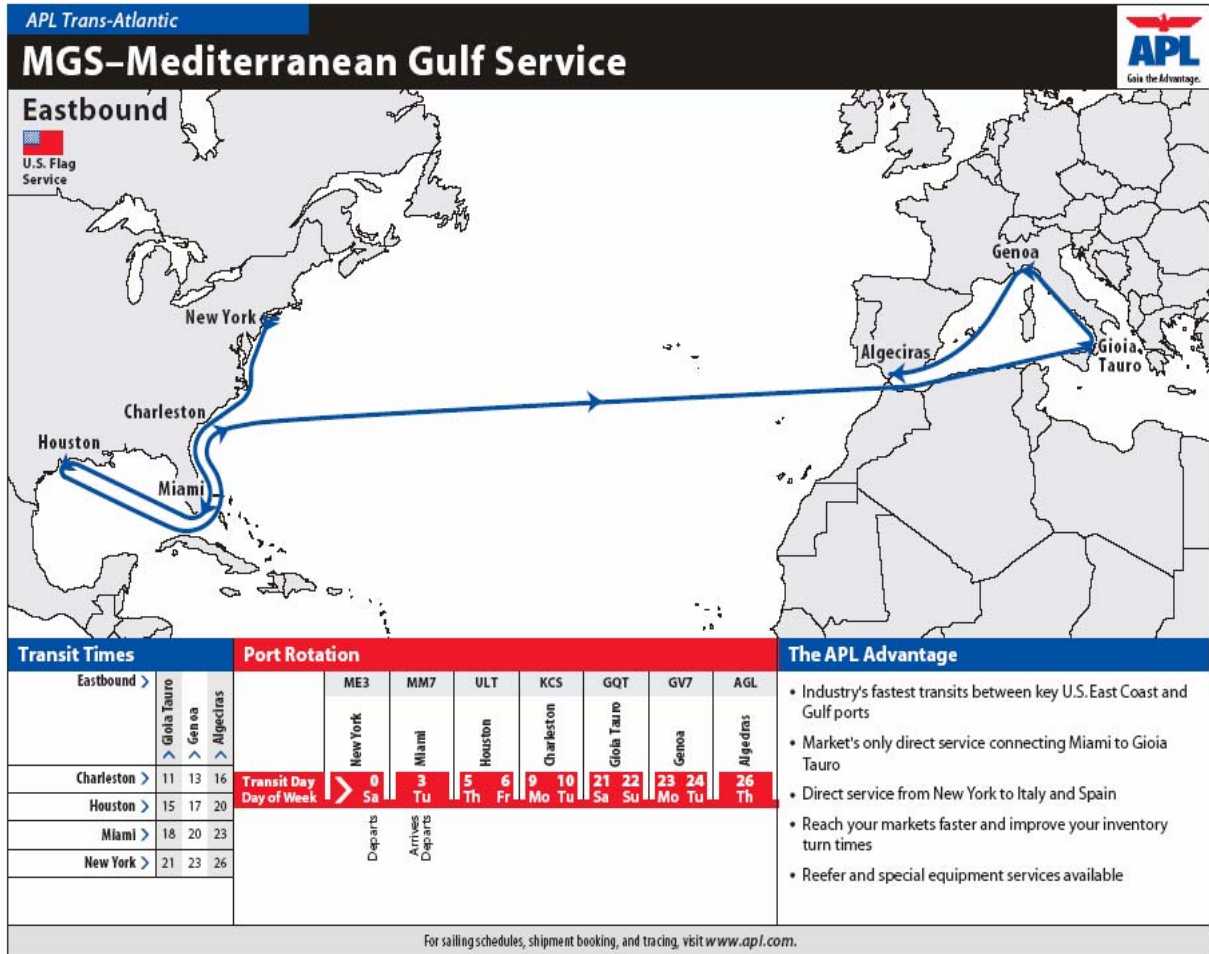 APL Trans-Atlantic
MGS–Mediterranean Gulf Service
APL
Gain the Advantage.
Eastbound
U.S. Flag
Service
Genoa
New York
Algeciras
Gioia
Tauro
Charleston
Houston
Miami
Transit Times
Eastbound >
Gioia Tauro >
Genoa >
Algeciras >
Charleston > 11 13 16
Houston > 15 17 20
Miami > 18 20 23
New York > 21 23 26
Port Rotation
ME3 MM7 ULT KCS GQT GV7 AGL
New York Miami Houston Charleston Gioia Tauro Genoa Algedras
Transit Day > 0 3 5 6 9 10 21 22 23 24 26
Day of Week Sa Tu Th Fr Mo Tu Sa Su Mo Tu Th
Departs
Arrives
Departs
The APL Advantage
• Industry's fastest transits between key U.S. East Coast and
Gulf ports
• Market's only direct service connecting Miami to Gioia
Tauro
• Direct service from New York to Italy and Spain
• Reach your markets faster and improve your inventory
turn times
• Reefer and special equipment services available
For sailing schedules, shipment booking, and tracing, visit www.apl.com.